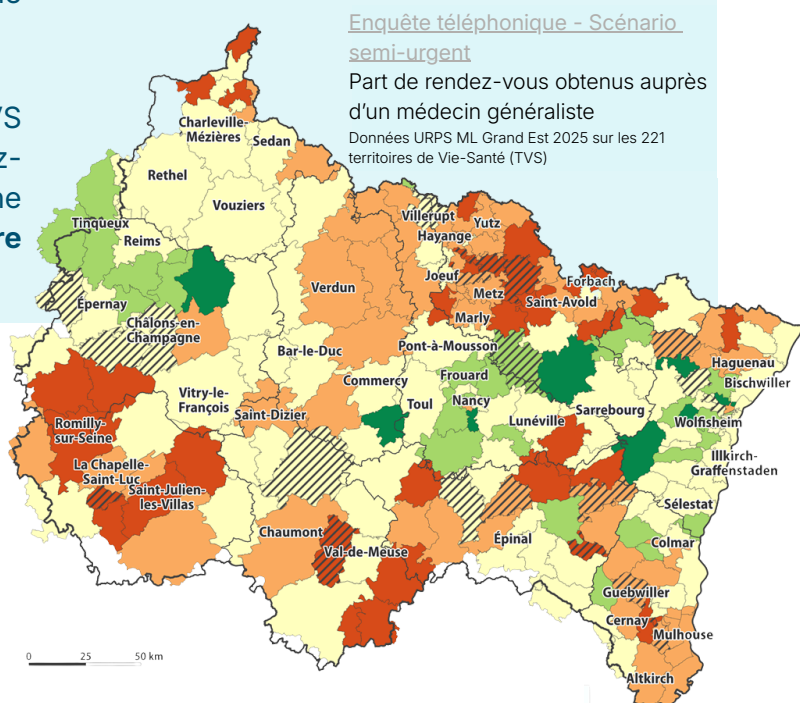 Enquête téléphonique - Scénario
semi-urgent
Part de rendez-vous obtenus auprès
d'un médecin généraliste
Données URPS ML Grand Est 2025 sur les 221
territoires de Vie-Santé (TVS)
re
Charleville-
Mézières
Sedan
Rethel
Vouziers
Tinqueux
Reims
Villerupt
Yutz
Hayange
Joeuf
Forbach
Verdun
Metz
Saint-Avold
Épernay
Marly
Châlons-en-
Champagne
Pont-à-Mousson
Bar-le-Duc
Haguenau
Commercy
Frouard
Bischwiller
Vitry-le-
François
Toul
Nancy
Sarrebourg
Saint-Dizier
Lunéville
Wolfisheim
Romilly-
sur-Seine
Illkirch-
Graffenstaden
La Chapelle-
Saint-Luc
Saint-Julien-
les-Villas
Sélestat
Chaumont
Épinal
Colmar
Val-de-Meuse
Guebwiller
Cernay
Mulhouse
Altkirch
0 25 50 km